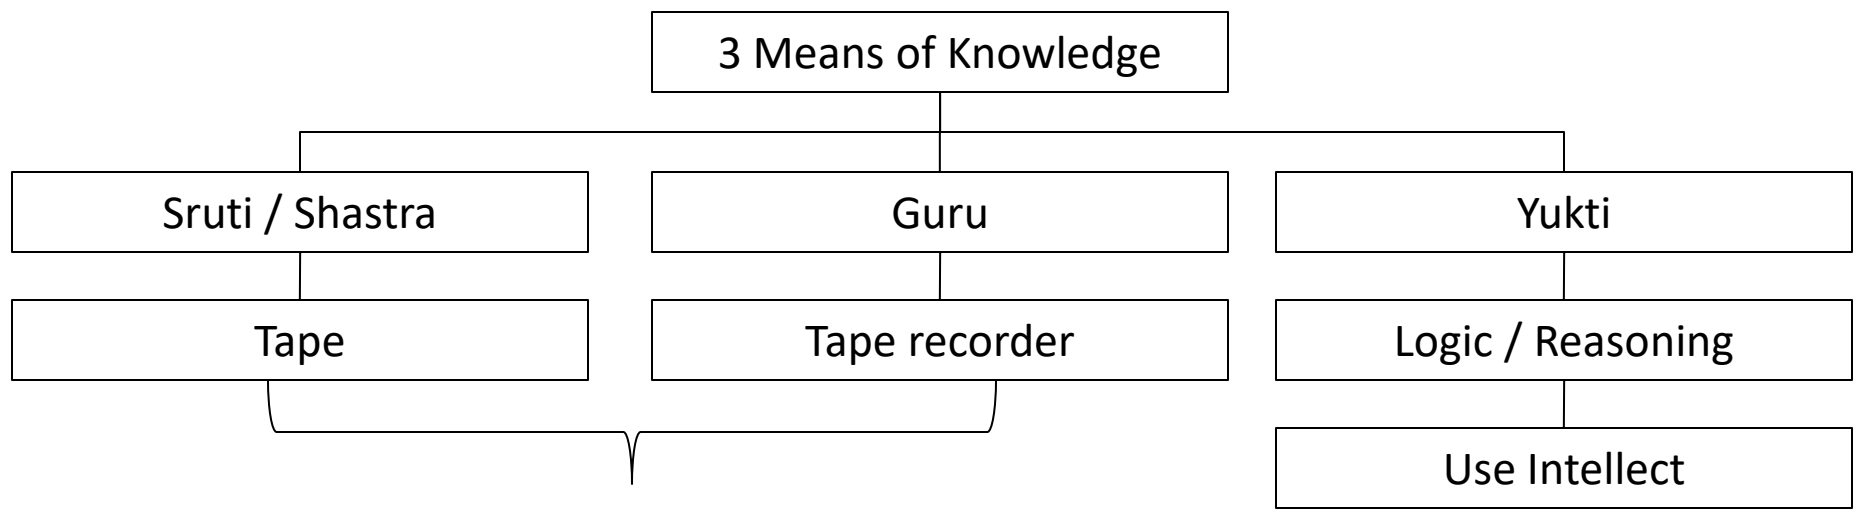 3 Means of Knowledge
Sruti / Shastra
Guru
Yukti
Tape
Tape recorder
Logic / Reasoning
Use Intellect